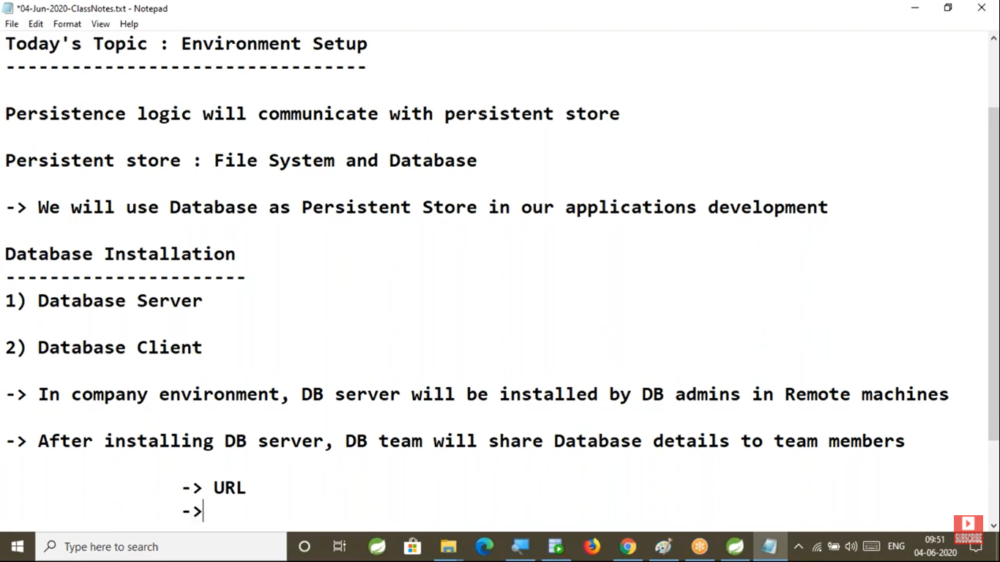 *04-Jun-2020-ClassNotes.txt - Notepad
File Edit Format View Help
Today's Topic : Environment Setup
---------------------------------
Persistence logic will communicate with persistent store
Persistent store : File System and Database
-> We will use Database as Persistent Store in our applications development
Database Installation
----------------------
1) Database Server
2) Database Client
-> In company environment, DB server will be installed by DB admins in Remote machines
-> After installing DB server, DB team will share Database details to team members
-> URL
->
SUBSCRIBE
Type here to search
ENG
09:51
04-06-2020